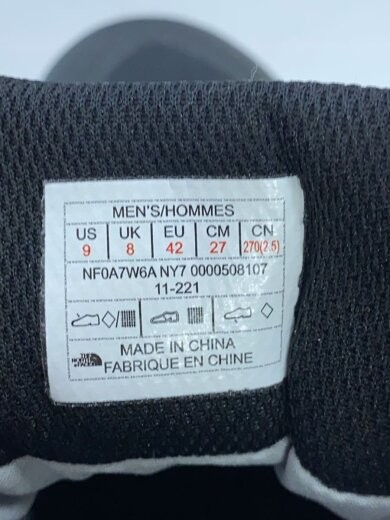 MEN'S/HOMMES
US UK EU CM CN
9 8 42 27 270(2.5)
NF0A7W6A NY7 0000508107
11-221
MADE IN CHINA
FABRIQUE EN CHINE